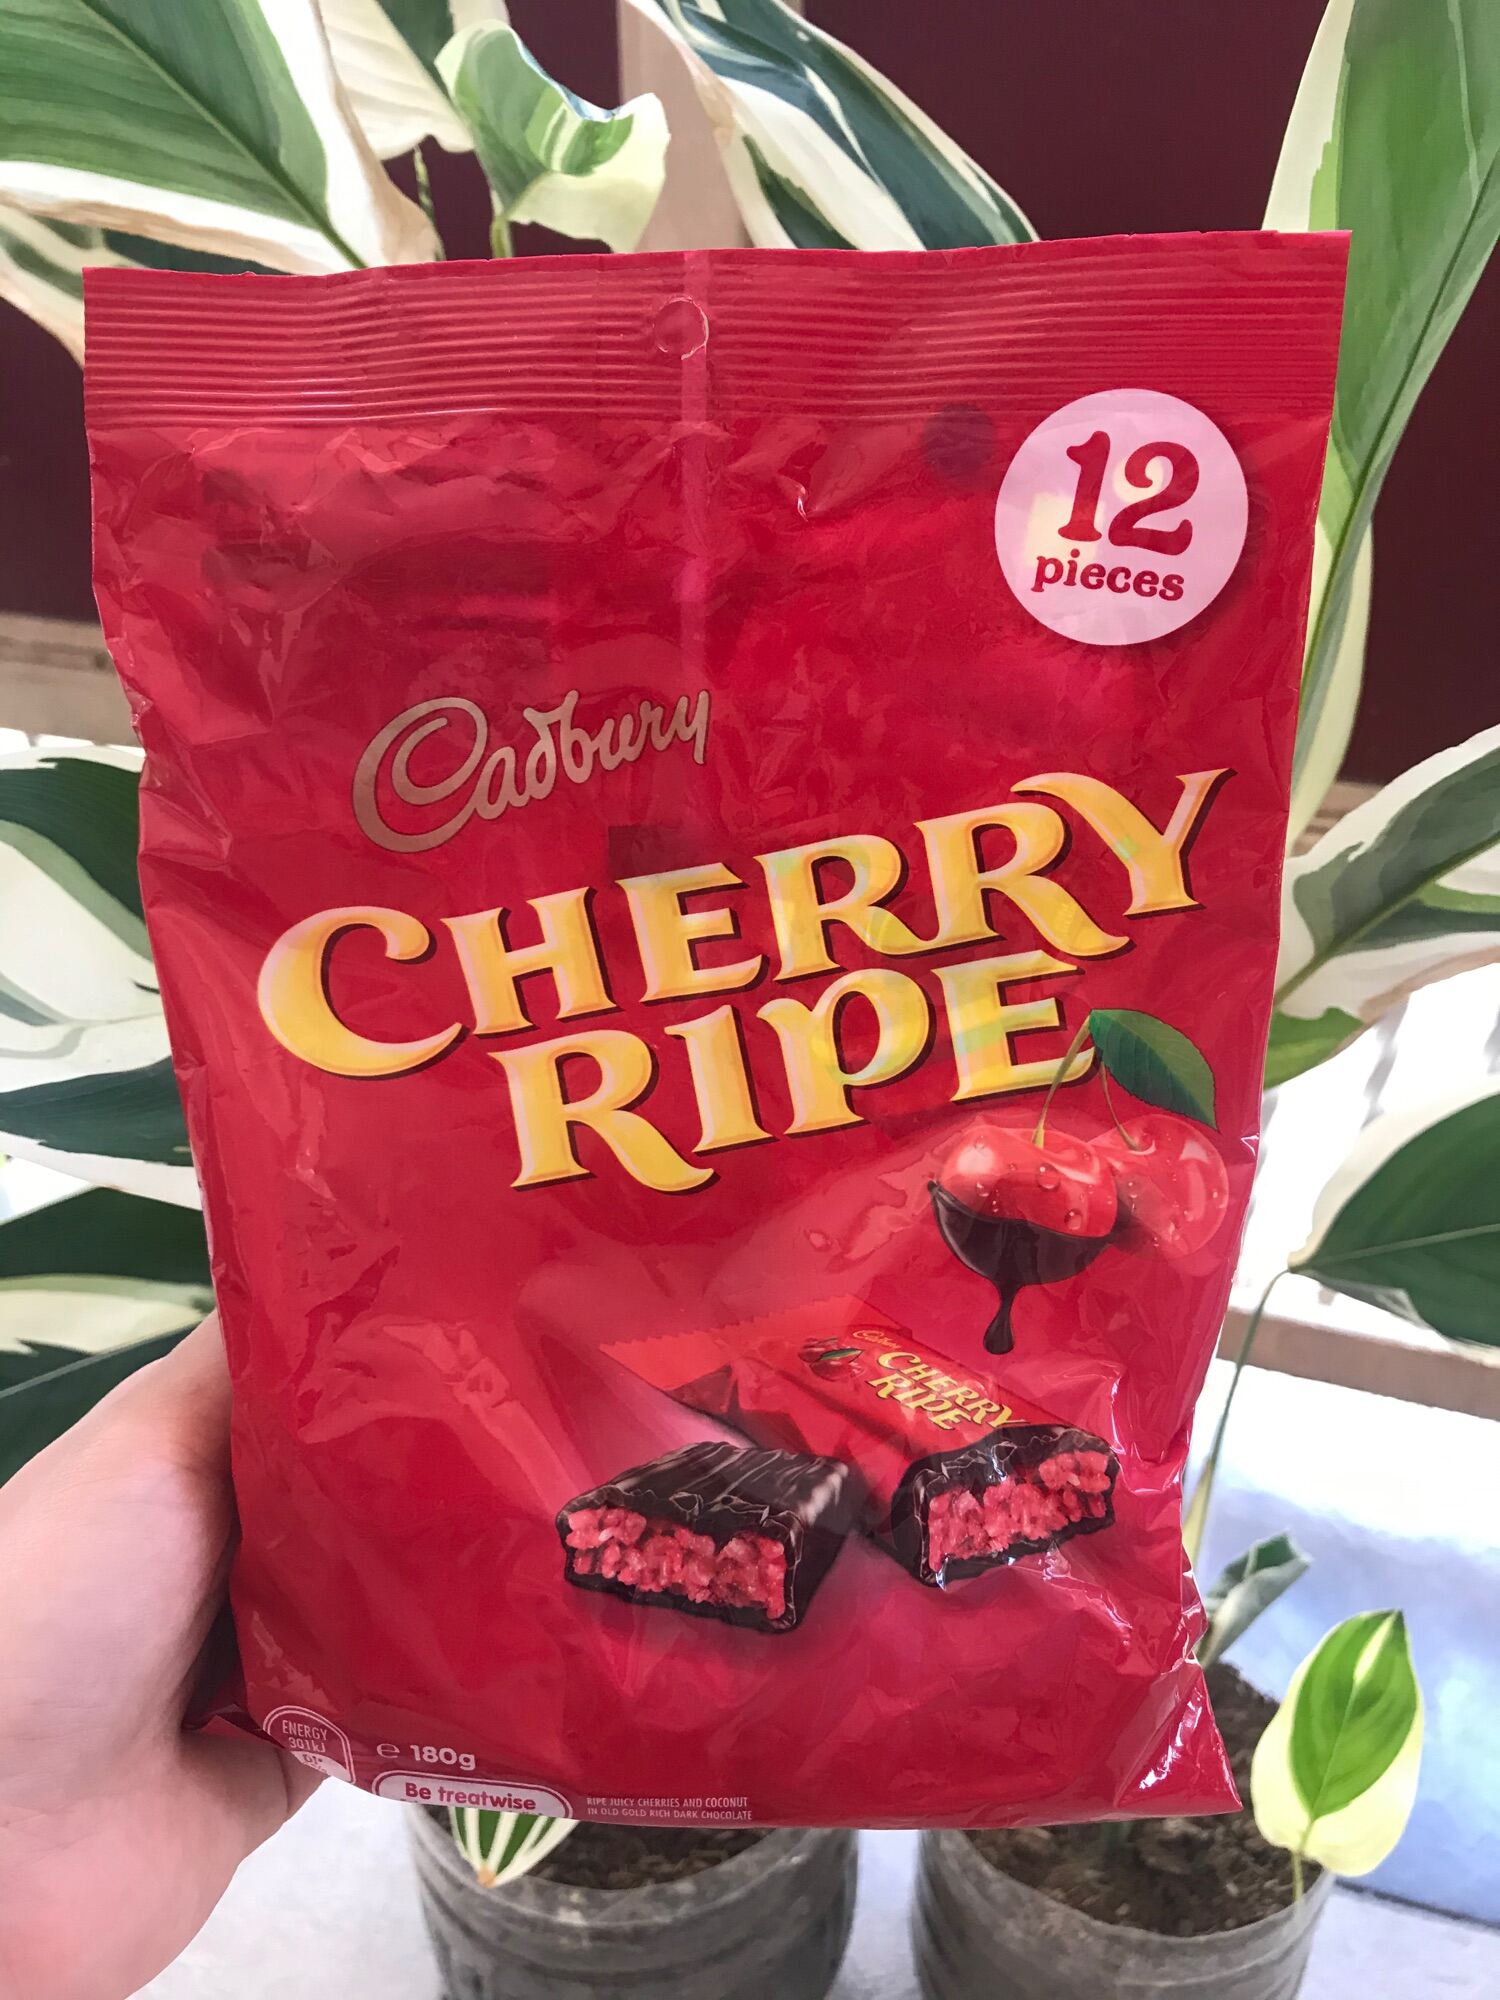 12
pieces
Cadbury
CHERRY
RIPE
Cadbury
CHERRY
RIPE
ENERGY
301kJ
e 180g
Be treatwise
RIPE JUICY CHERRIES AND COCONUT
IN OLD GOLD RICH DARK CHOCOLATE